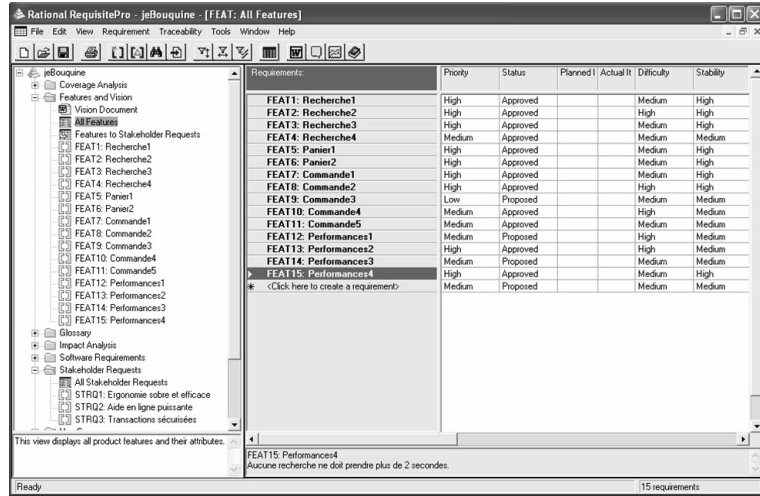 Rational RequisitePro - jeBouquine - [FEAT: All Features]
File Edit View Requirement Traceability Tools Window Help
jeBouquine
Coverage Analysis
Features and Vision
Vision Document
All Features
Features to Stakeholder Requests
FEAT1: Recherche1
FEAT2: Recherche2
FEAT3: Recherche3
FEAT4: Recherche4
FEAT5: Panier1
FEAT6: Panier2
FEAT7: Commande1
FEAT8: Commande2
FEAT9: Commande3
FEAT10: Commande4
FEAT11: Commande5
FEAT12: Performances1
FEAT13: Performances2
FEAT14: Performances3
FEAT15: Performances4
Glossary
Impact Analysis
Software Requirements
Stakeholder Requests
All Stakeholder Requests
STRQ1: Ergonomie sobre et efficace
STRQ2: Aide en ligne puissante
STRQ3: Transactions sécurisées
This view displays all product features and their attributes.
Requirements: Priority Status Planned I Actual It Difficulty Stability
FEAT1: Recherche1 High Approved Medium High
FEAT2: Recherche2 High Approved High High
FEAT3: Recherche3 High Approved Medium High
FEAT4: Recherche4 Medium Approved Medium Medium
FEAT5: Panier1 High Approved Medium High
FEAT6: Panier2 High Approved Medium Medium
FEAT7: Commande1 High Approved Medium High
FEAT8: Commande2 High Approved High High
FEAT9: Commande3 Low Proposed Medium Medium
FEAT10: Commande4 Medium Approved High Medium
FEAT11: Commande5 Medium Approved Medium Medium
FEAT12: Performances1 Medium Proposed High Medium
FEAT13: Performances2 High Approved High Medium
FEAT14: Performances3 Medium Proposed Medium Medium
FEAT15: Performances4 High Approved Medium High
<Click here to create a requirement> Medium Proposed Medium Medium
FEAT15: Performances4
Aucune recherche ne doit prendre plus de 2 secondes.
Ready 15 requirements